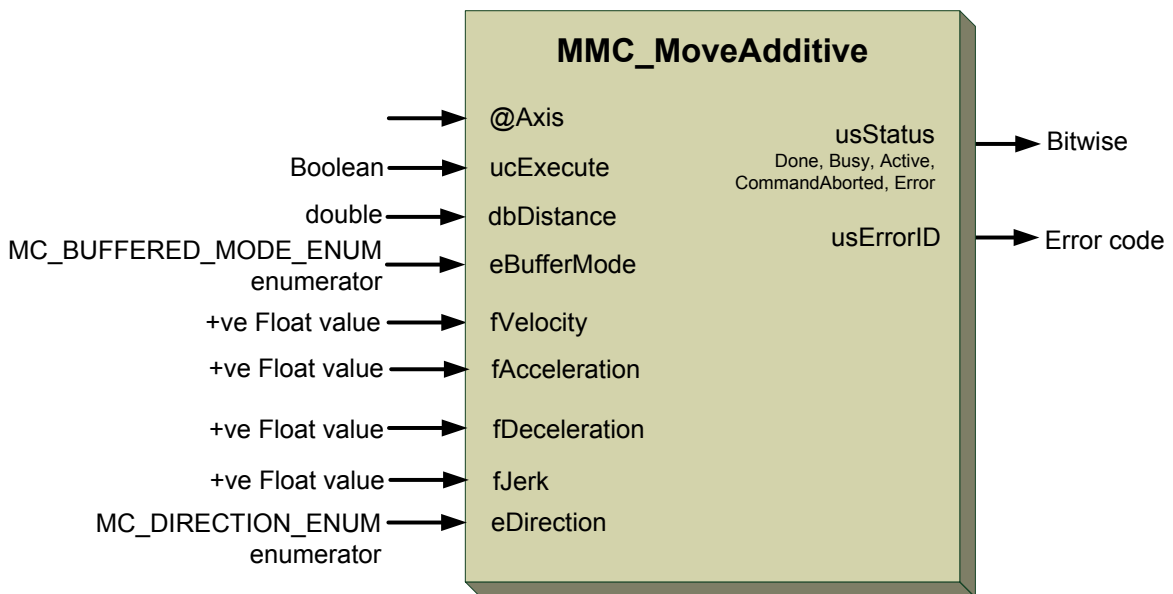 MMC_MoveAdditive
@Axis
Boolean
ucExecute
double
dbDistance
MC_BUFFERED_MODE_ENUM
enumerator
eBufferMode
+ve Float value
fVelocity
+ve Float value
fAcceleration
+ve Float value
fDeceleration
+ve Float value
fJerk
MC_DIRECTION_ENUM
enumerator
eDirection
usStatus
Done, Busy, Active,
CommandAborted, Error
Bitwise
usErrorID
Error code